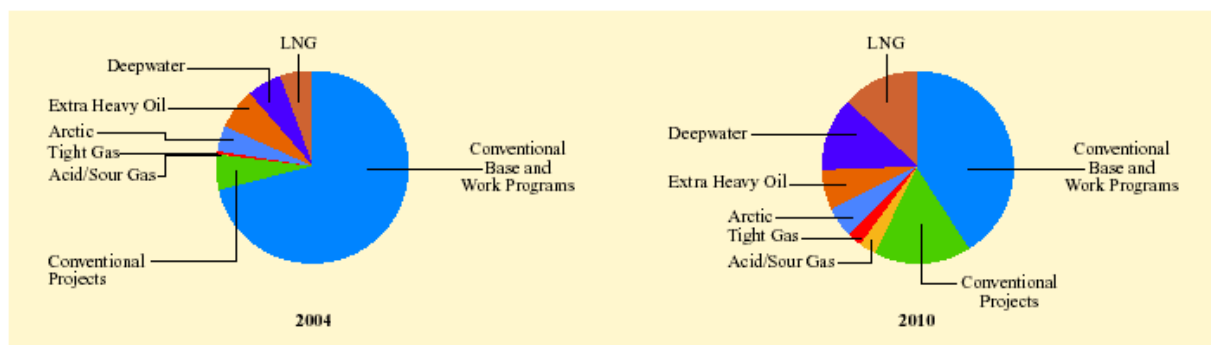 LNG
Deepwater
Extra Heavy Oil
Arctic
Tight Gas
Acid/Sour Gas
Conventional
Projects
Conventional
Base and
Work Programs
2004
LNG
Deepwater
Extra Heavy Oil
Arctic
Tight Gas
Acid/Sour Gas
Conventional
Projects
Conventional
Base and
Work Programs
2010